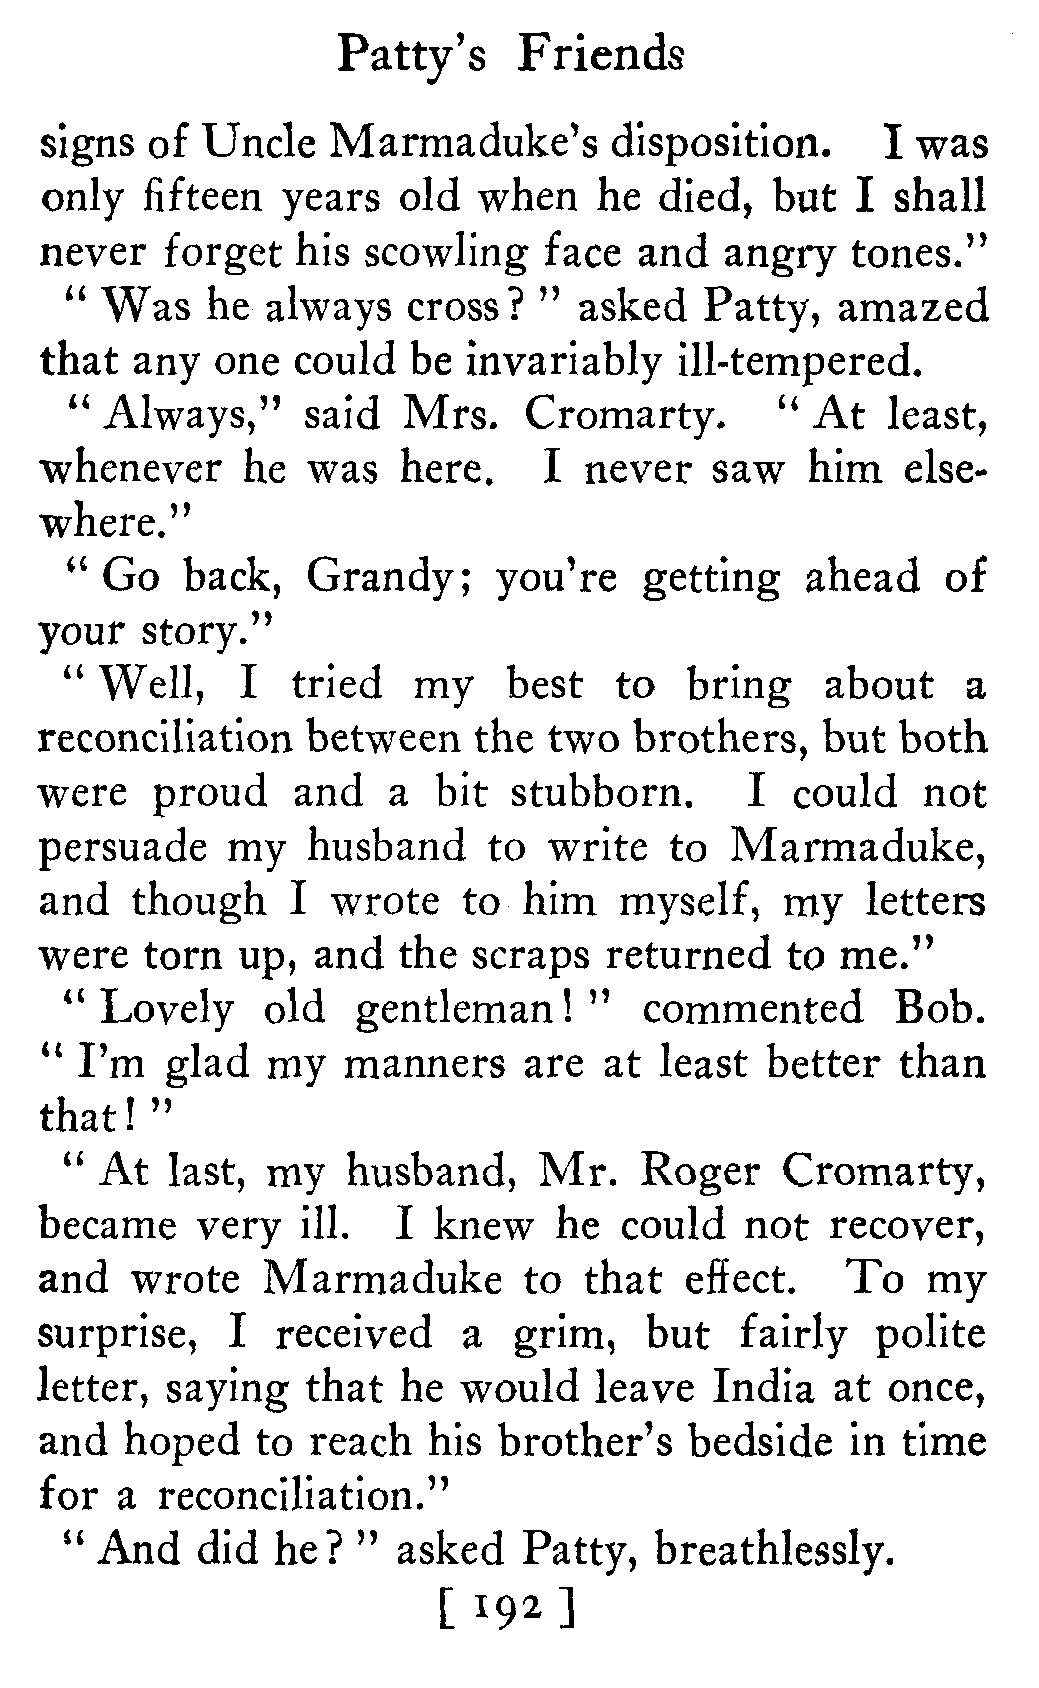 Patty's Friends
signs of Uncle Marmaduke's disposition. I was
only fifteen years old when he died, but I shall
never forget his scowling face and angry tones."
" Was he always cross? " asked Patty, amazed
that any one could be invariably ill-tempered.
" Always," said Mrs. Cromarty. " At least,
whenever he was here. I never saw him else-
where."
" Go back, Grandy; you're getting ahead of
your story."
" Well, I tried my best to bring about a
reconciliation between the two brothers, but both
were proud and a bit stubborn. I could not
persuade my husband to write to Marmaduke,
and though I wrote to him myself, my letters
were torn up, and the scraps returned to me."
" Lovely old gentleman! " commented Bob.
" I'm glad my manners are at least better than
that! "
" At last, my husband, Mr. Roger Cromarty,
became very ill. I knew he could not recover,
and wrote Marmaduke to that effect. To my
surprise, I received a grim, but fairly polite
letter, saying that he would leave India at once,
and hoped to reach his brother's bedside in time
for a reconciliation."
" And did he? " asked Patty, breathlessly.
[ 192 ]